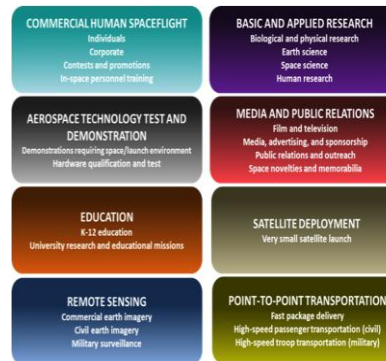 COMMERCIAL HUMAN SPACEFLIGHT
Individuals
Corporate
Contests and promotions
In-space personnel training
BASIC AND APPLIED RESEARCH
Biological and physical research
Earth science
Space science
Human research
AEROSPACE TECHNOLOGY TEST AND
DEMONSTRATION
Demonstrations requiring space/launch environment
Hardware qualification and test
MEDIA AND PUBLIC RELATIONS
Film and television
Media, advertising, and sponsorship
Public relations and outreach
Space novelties and memorabilia
EDUCATION
K-12 education
University research and educational missions
SATELLITE DEPLOYMENT
Very small satellite launch
REMOTE SENSING
Commercial earth imagery
Civil earth imagery
Military surveillance
POINT-TO-POINT TRANSPORTATION
Fast package delivery
High-speed passenger transportation (civil)
High-speed troop transportation (military)